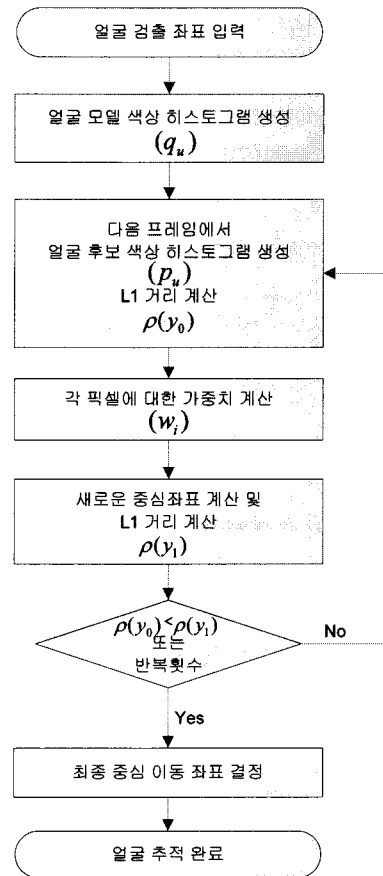 얼굴 검출 좌표 입력
얼굴 모델 색상 히스토그램 생성
(q_u)
다음 프레임에서
얼굴 후보 색상 히스토그램 생성
(p_u)
L1 거리 계산
ρ(y_0)
각 픽셀에 대한 가중치 계산
(w_i)
새로운 중심좌표 계산 및
L1 거리 계산
ρ(y_1)
ρ(y_0)<ρ(y_1)
또는
반복횟수
No
Yes
최종 중심 이동 좌표 결정
얼굴 추적 완료